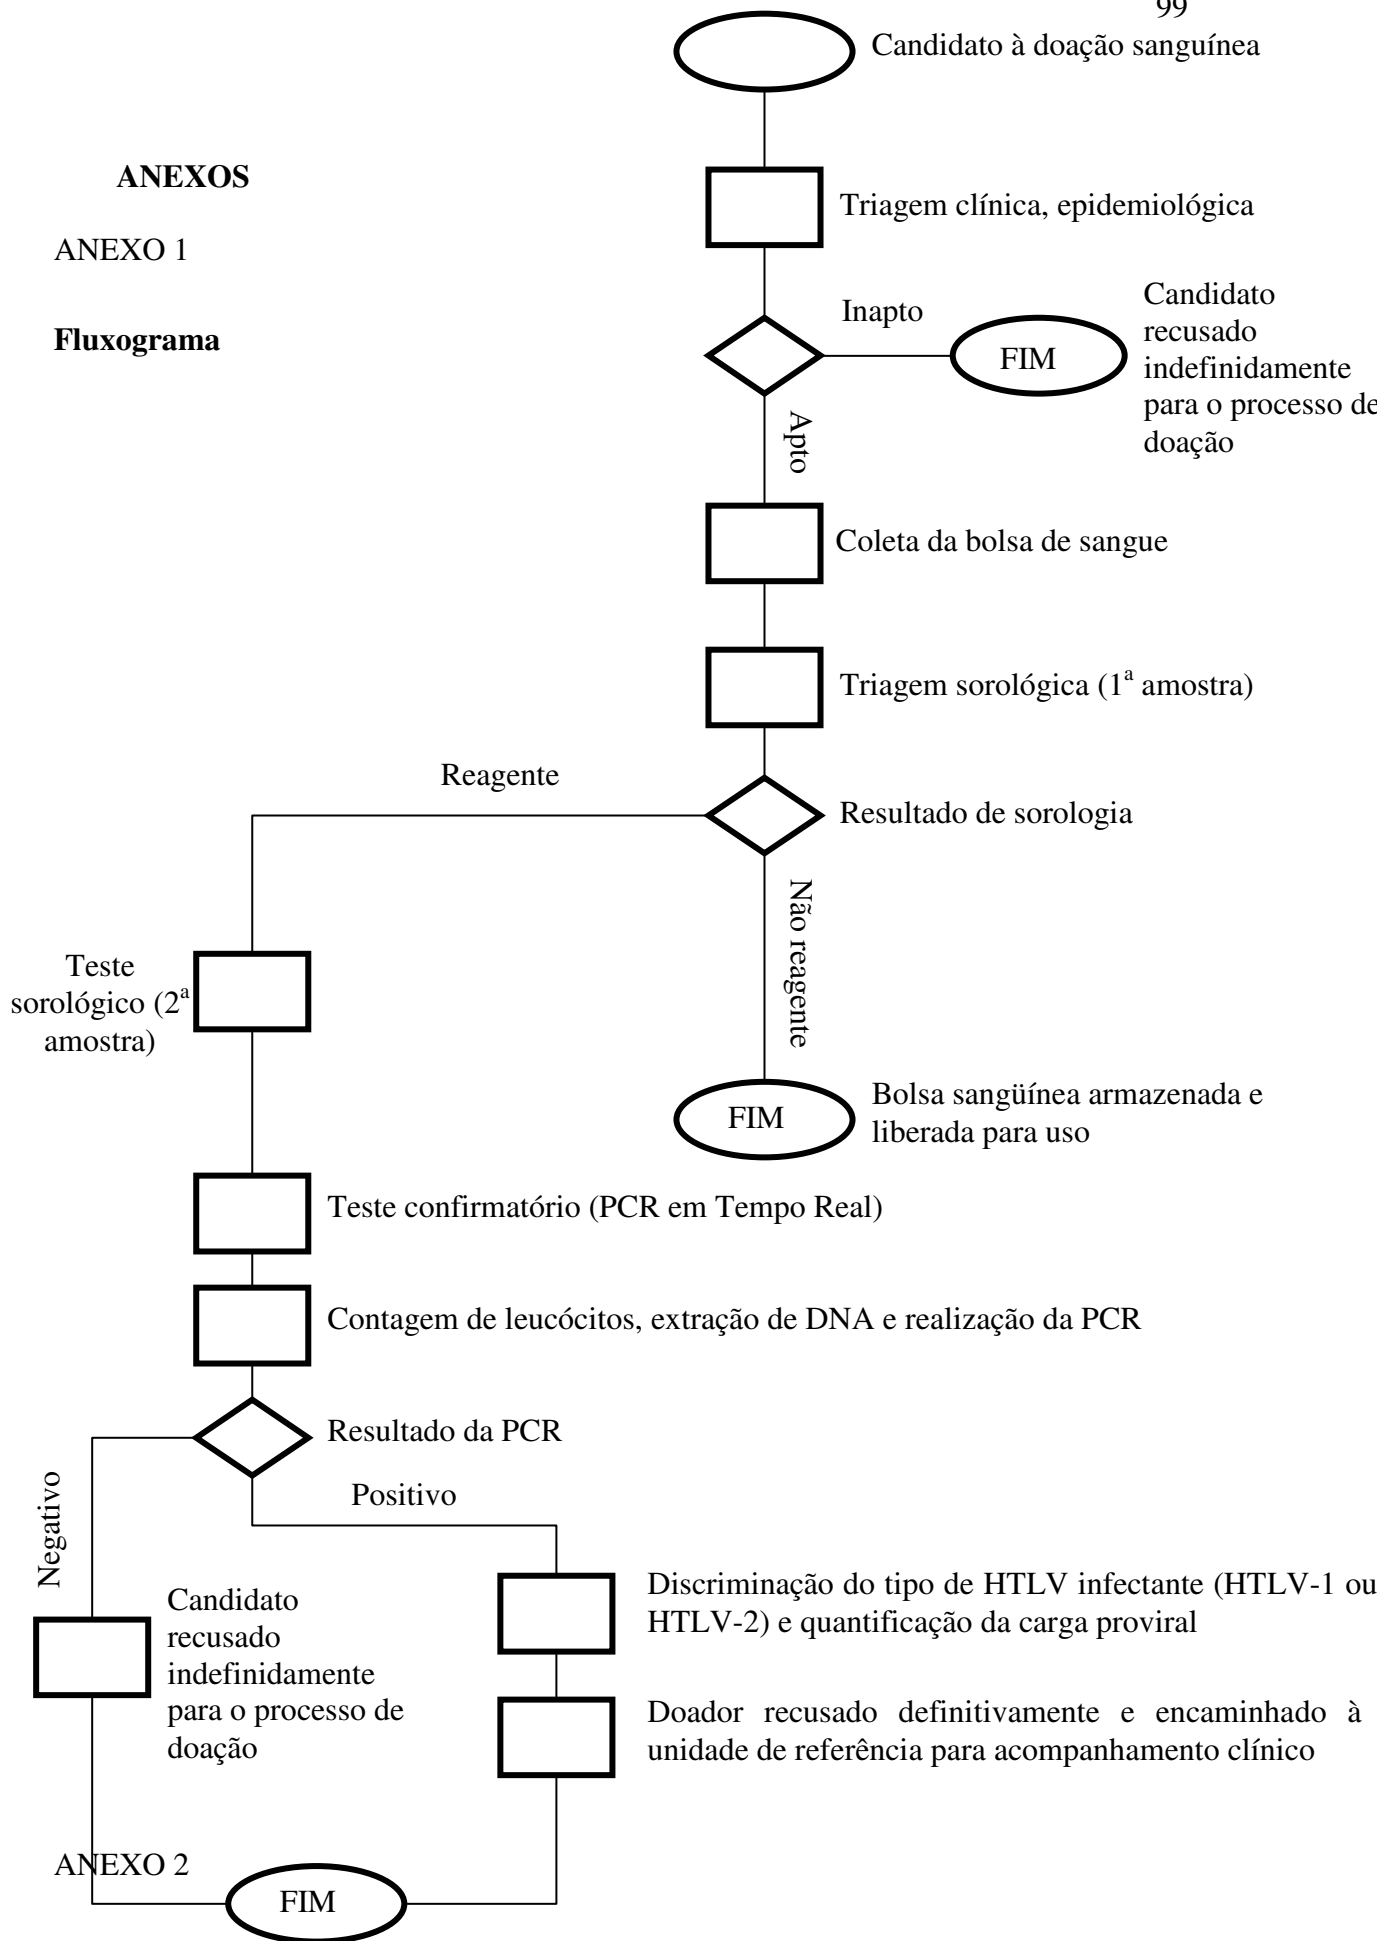 99
Candidato à doação sanguínea
ANEXOS
Triagem clínica, epidemiológica
ANEXO 1
Fluxograma
Inapto
FIM
Candidato
recusado
indefinidamente
para o processo de
doação
Apto
Coleta da bolsa de sangue
Triagem sorológica (1ª amostra)
Reagente
Resultado de sorologia
Não reagente
Teste
sorológico (2ª
amostra)
FIM
Bolsa sangüínea armazenada e
liberada para uso
Teste confirmatório (PCR em Tempo Real)
Contagem de leucócitos, extração de DNA e realização da PCR
Resultado da PCR
Negativo
Positivo
Candidato
recusado
indefinidamente
para o processo de
doação
Discriminação do tipo de HTLV infectante (HTLV-1 ou
HTLV-2) e quantificação da carga proviral
Doador recusado definitivamente e encaminhado à
unidade de referência para acompanhamento clínico
ANEXO 2
FIM